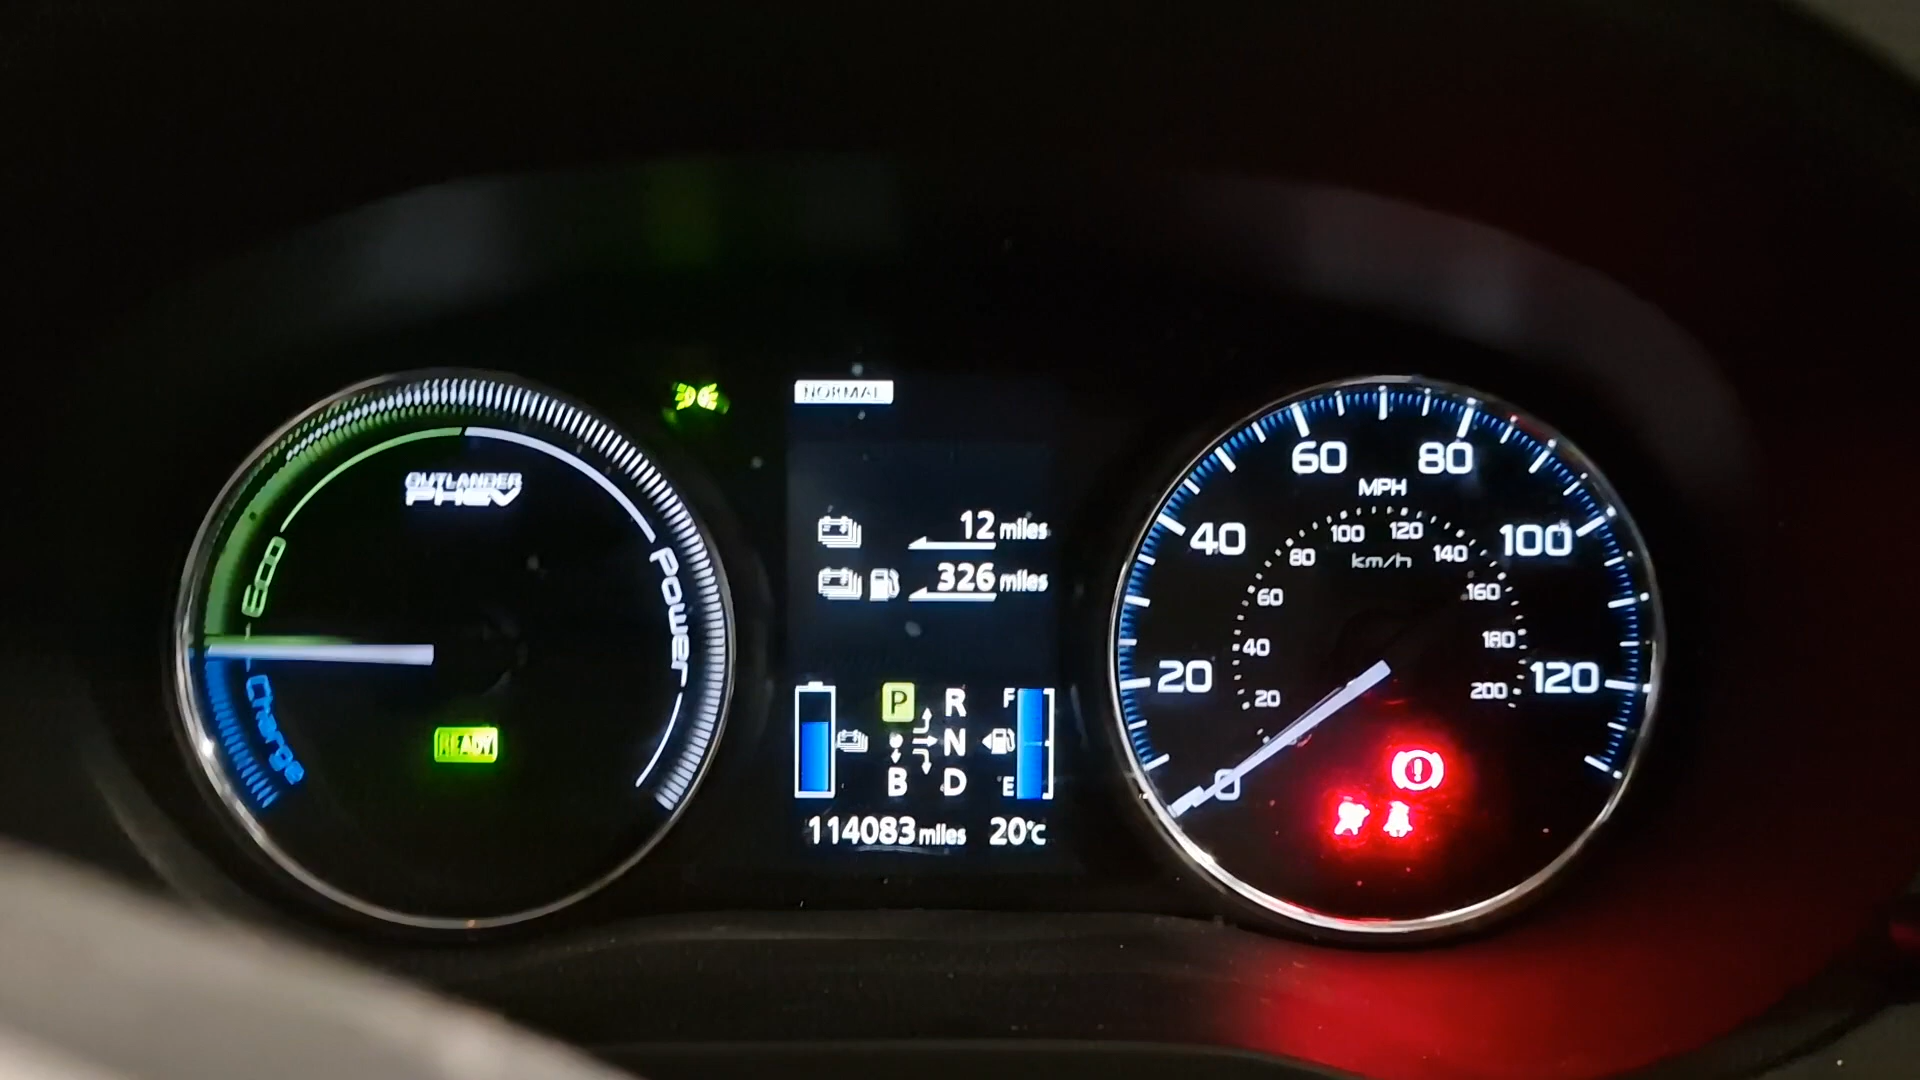 NORMAL
OUTLANDER
PHEV
Eco
Charge
Power
READY
12 miles
326 miles
P R
N
B D
F
E
114083 miles 20°C
0 20 40 60 80 100 120
MPH
km/h
20 40 60 80 100 120 140 160 180 200